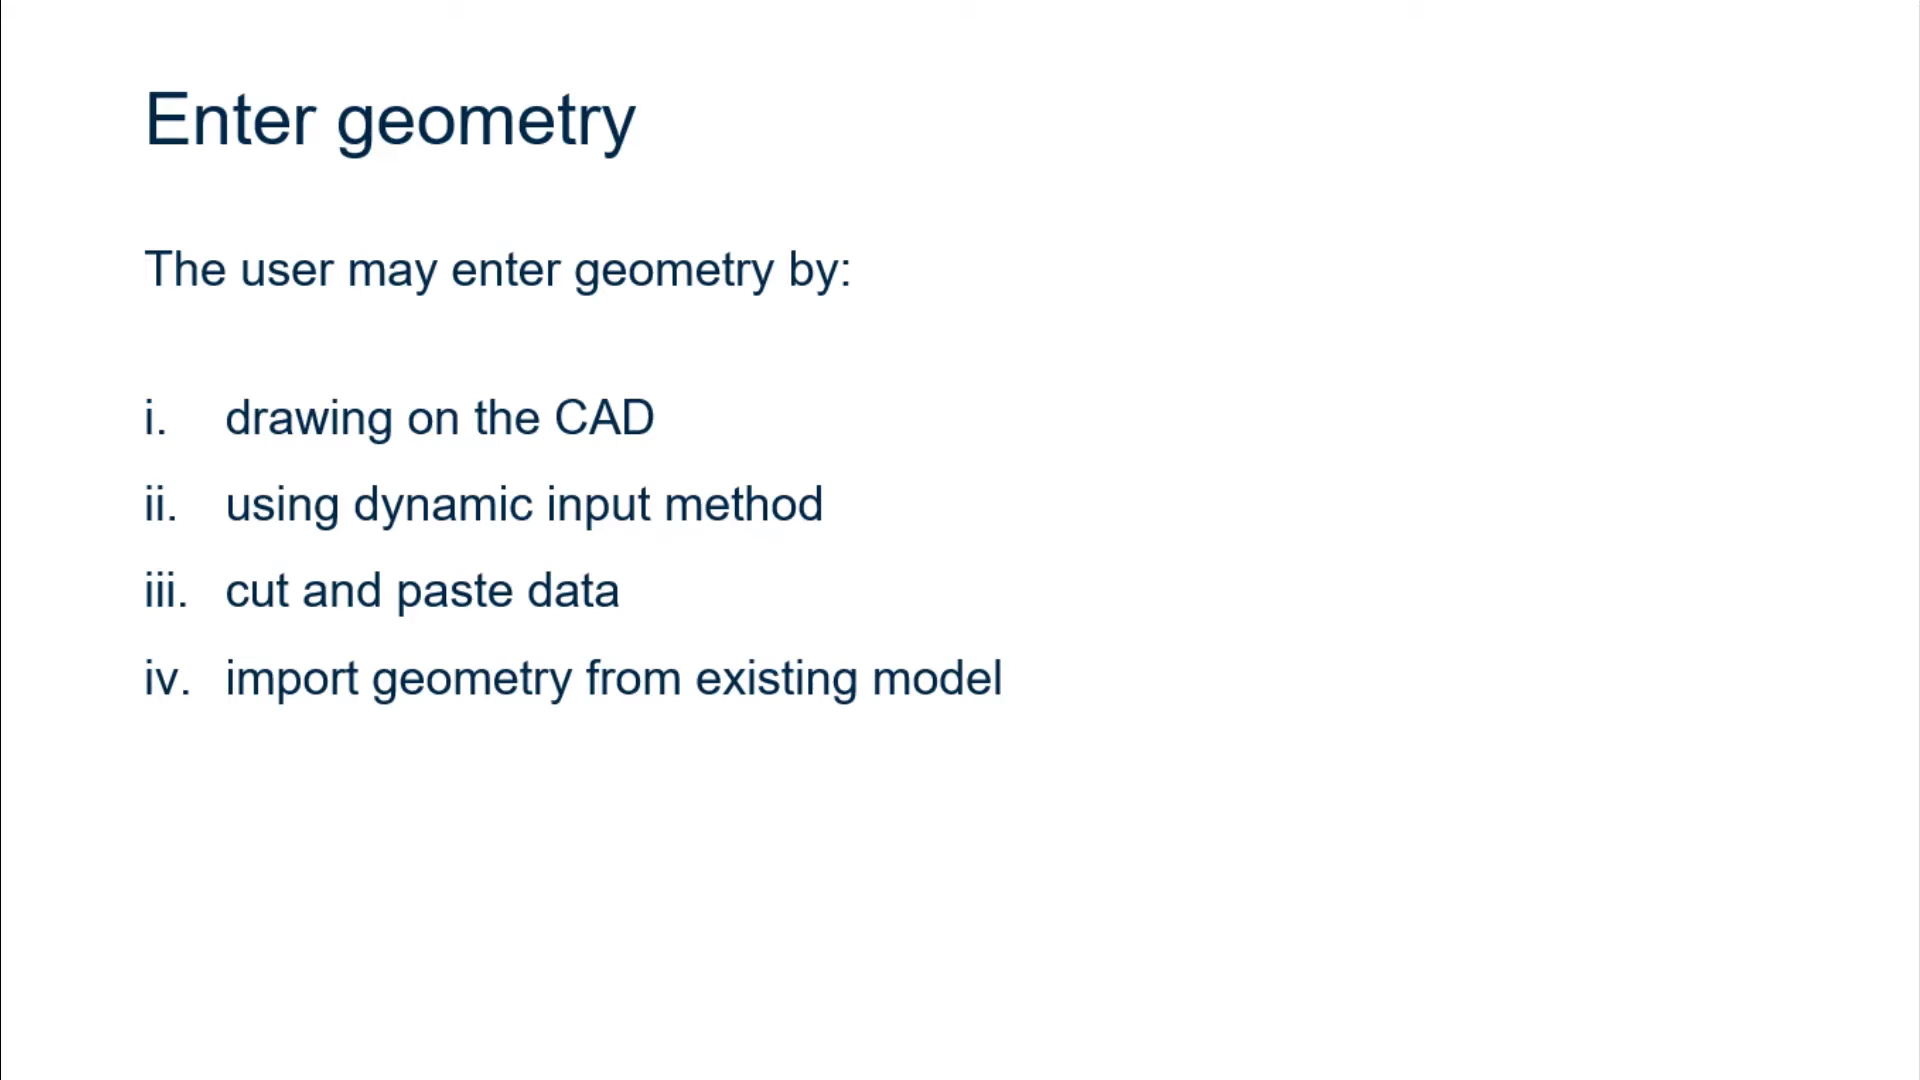 Enter geometry
The user may enter geometry by:
i. drawing on the CAD
ii. using dynamic input method
iii. cut and paste data
iv. import geometry from existing model